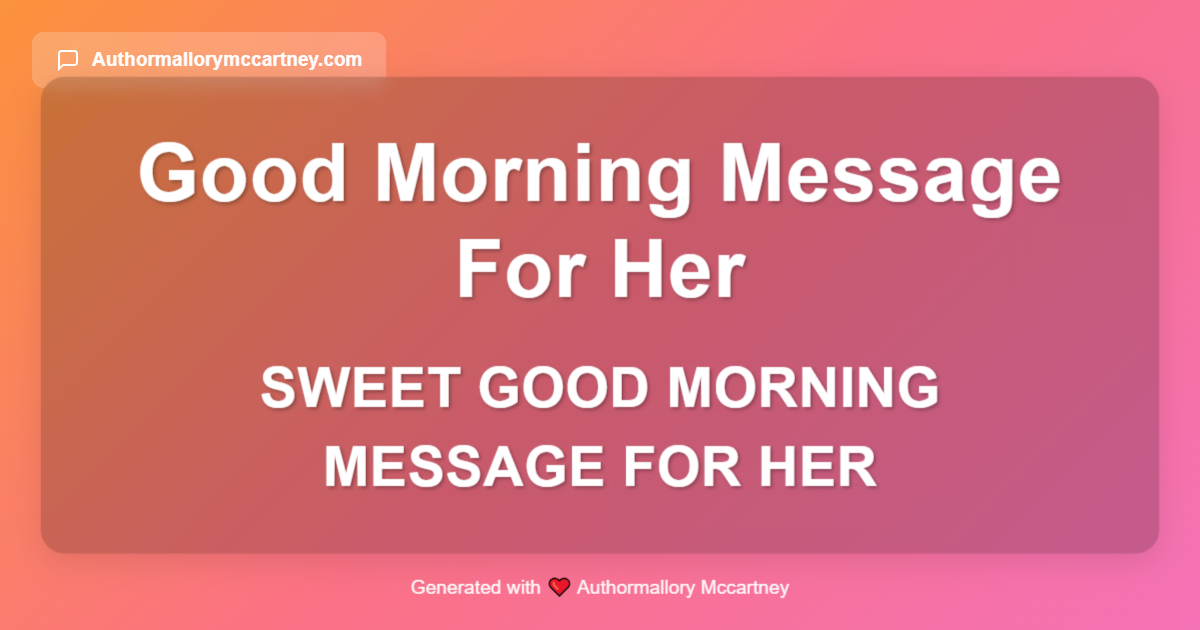 Authormallorymccartney.com
Good Morning Message
For Her
SWEET GOOD MORNING
MESSAGE FOR HER
Generated with ❤️ Authormallory Mccartney